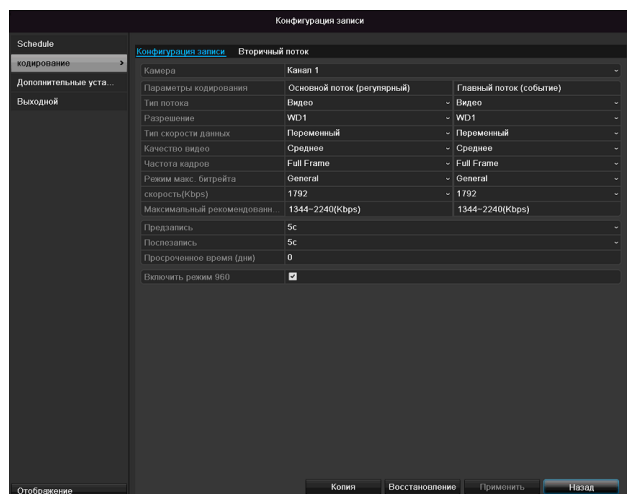 Конфигурация записи
Schedule
кодирование
Дополнительные уста...
Выходной
Конфигурация записи Вторичный поток
Камера Канал 1
Параметры кодирования Основной поток (регулярный) Главный поток (событие)
Тип потока Видео Видео
Разрешение WD1 WD1
Тип скорости данных Переменный Переменный
Качество видео Среднее Среднее
Частота кадров Full Frame Full Frame
Режим макс. битрейта General General
скорость(Kbps) 1792 1792
Максимальный рекомендованн... 1344~2240(Kbps) 1344~2240(Kbps)
Предзапись 5с
Послезапись 5с
Просроченное время (дни) 0
Включить режим 960
Отображение
Копия Восстановление Применить Назад